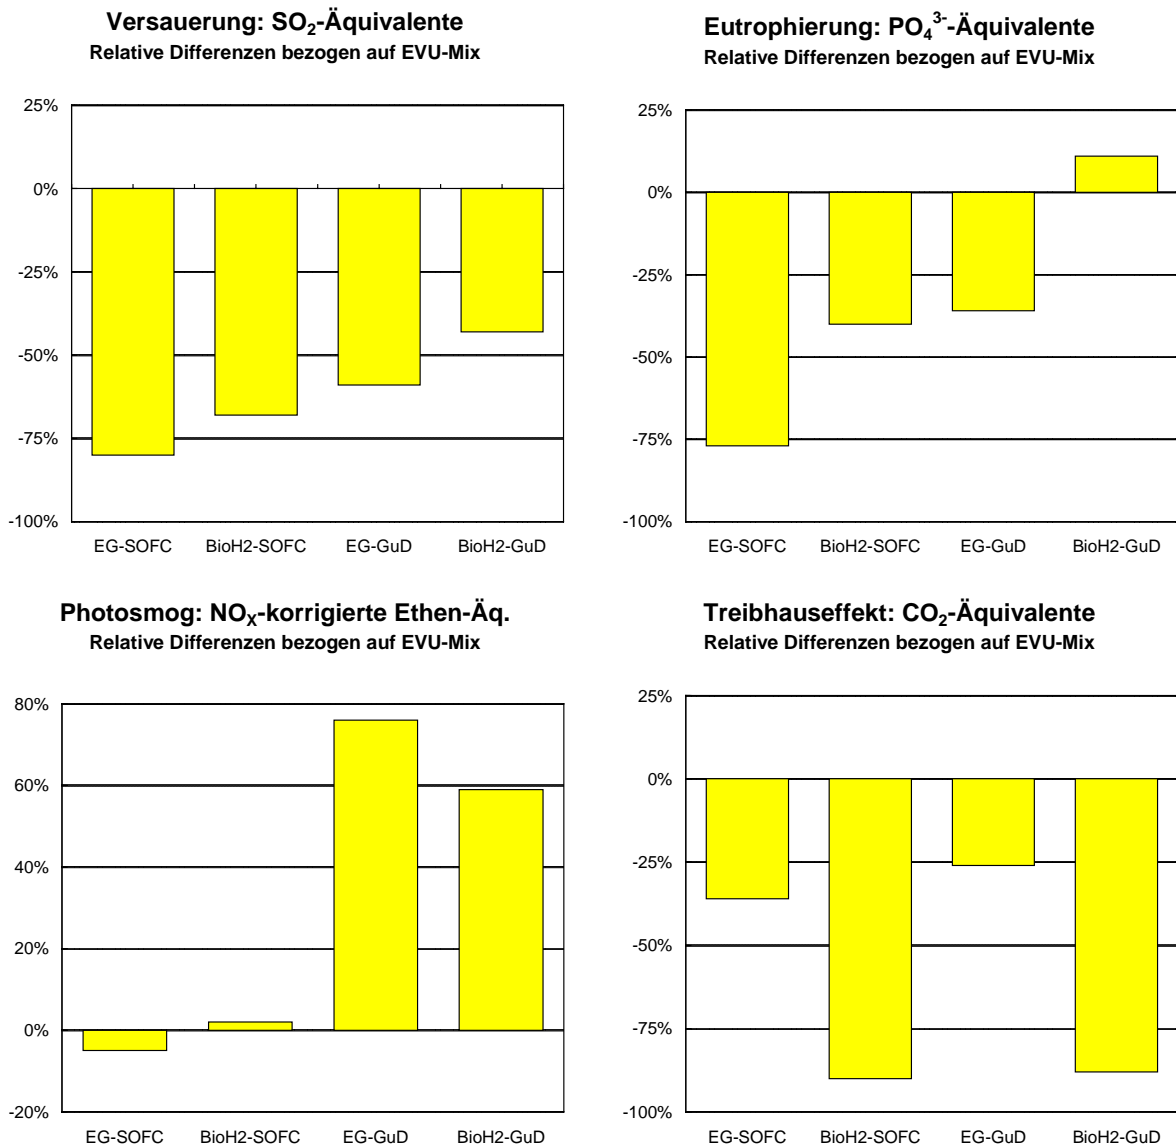 Versauerung: SO₂-Äquivalente
Relative Differenzen bezogen auf EVU-Mix
25%
0%
-25%
-50%
-75%
-100%
EG-SOFC BioH2-SOFC EG-GuD BioH2-GuD
Eutrophierung: PO₄³⁻-Äquivalente
Relative Differenzen bezogen auf EVU-Mix
25%
0%
-25%
-50%
-75%
-100%
EG-SOFC BioH2-SOFC EG-GuD BioH2-GuD
Photosmog: NOX-korrigierte Ethen-Äq.
Relative Differenzen bezogen auf EVU-Mix
80%
60%
40%
20%
0%
-20%
EG-SOFC BioH2-SOFC EG-GuD BioH2-GuD
Treibhauseffekt: CO₂-Äquivalente
Relative Differenzen bezogen auf EVU-Mix
25%
0%
-25%
-50%
-75%
-100%
EG-SOFC BioH2-SOFC EG-GuD BioH2-GuD